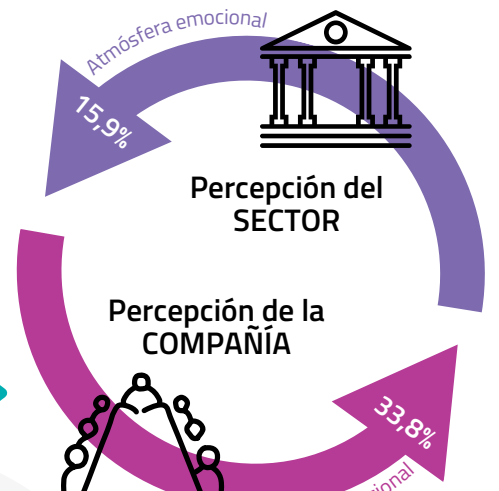 Atmósfera emocional
15,9%
Percepción del
SECTOR
Percepción de la
COMPAÑÍA
33,8%